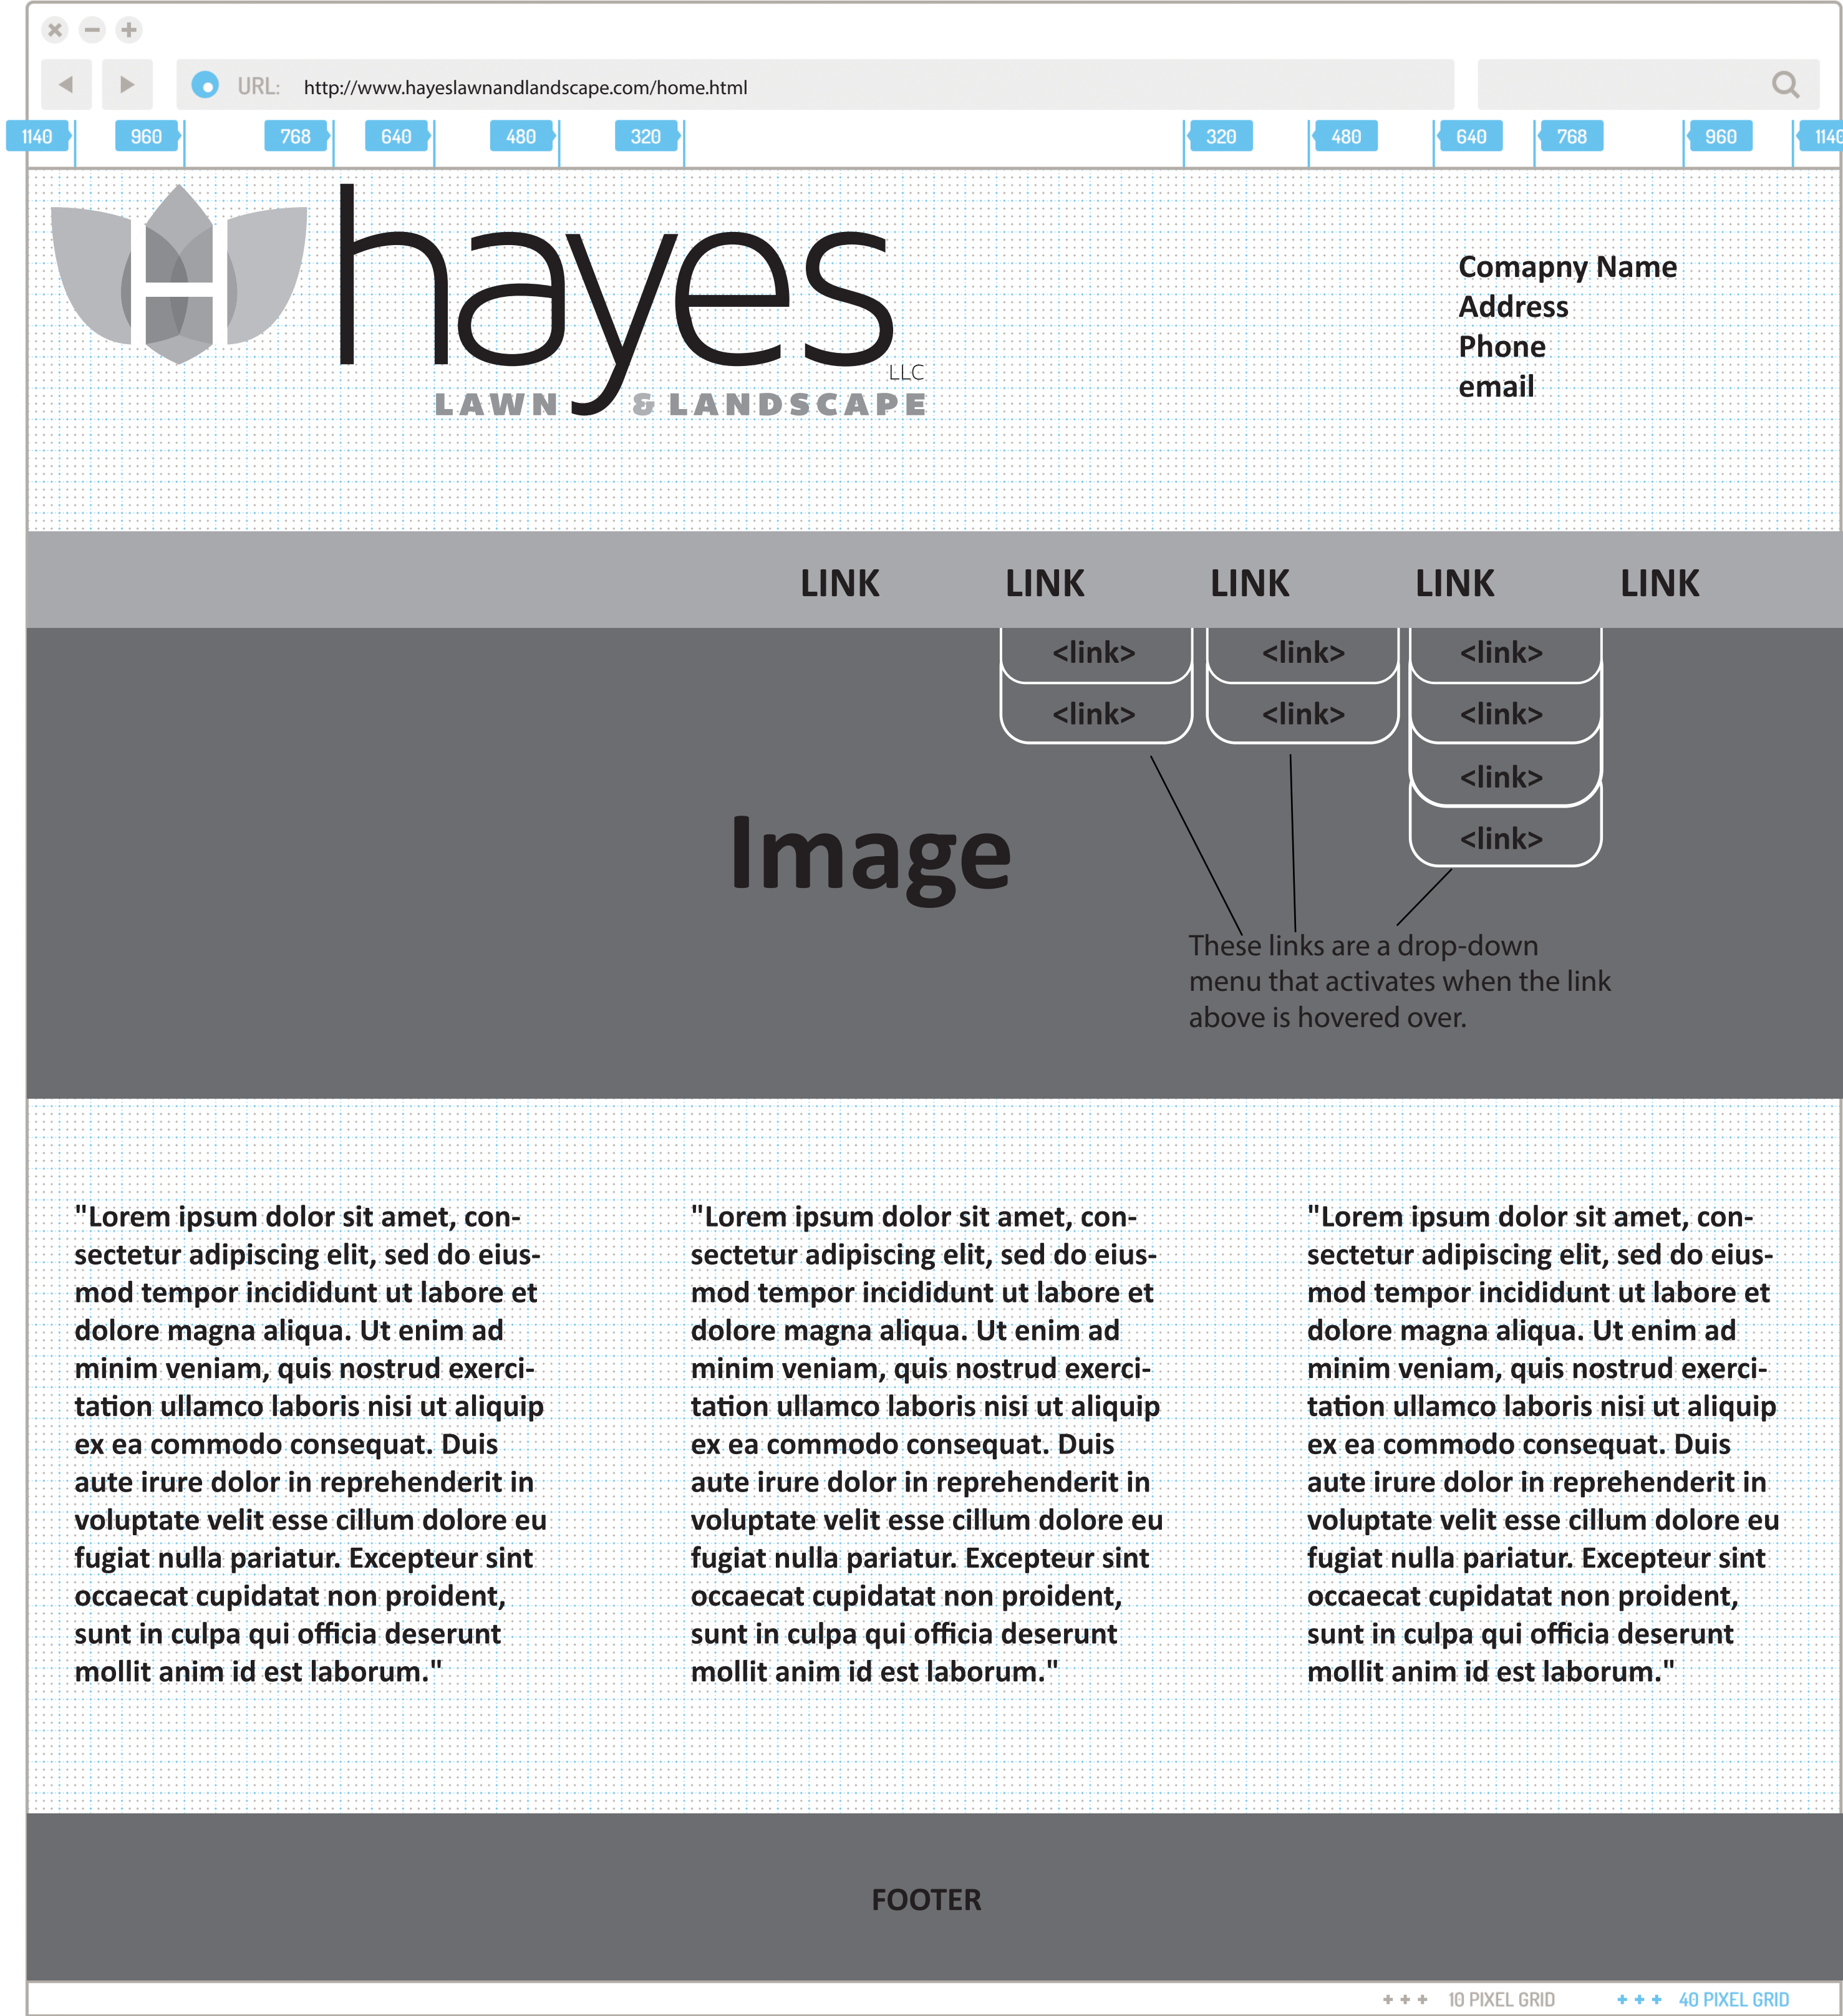 URL: http://www.hayeslawnandlandscape.com/home.html
1140 960 768 640 480 320 320 480 640 768 960 1140
H hayes LLC
LAWN & LANDSCAPE
Comapny Name
Address
Phone
email
LINK LINK LINK LINK LINK
<link> <link> <link>
<link> <link> <link>
<link>
<link>
Image
These links are a drop-down
menu that activates when the link
above is hovered over.
"Lorem ipsum dolor sit amet, con-
sectetur adipiscing elit, sed do eius-
mod tempor incididunt ut labore et
dolore magna aliqua. Ut enim ad
minim veniam, quis nostrud exerci-
tation ullamco laboris nisi ut aliquip
ex ea commodo consequat. Duis
aute irure dolor in reprehenderit in
voluptate velit esse cillum dolore eu
fugiat nulla pariatur. Excepteur sint
occaecat cupidatat non proident,
sunt in culpa qui officia deserunt
mollit anim id est laborum."
"Lorem ipsum dolor sit amet, con-
sectetur adipiscing elit, sed do eius-
mod tempor incididunt ut labore et
dolore magna aliqua. Ut enim ad
minim veniam, quis nostrud exerci-
tation ullamco laboris nisi ut aliquip
ex ea commodo consequat. Duis
aute irure dolor in reprehenderit in
voluptate velit esse cillum dolore eu
fugiat nulla pariatur. Excepteur sint
occaecat cupidatat non proident,
sunt in culpa qui officia deserunt
mollit anim id est laborum."
"Lorem ipsum dolor sit amet, con-
sectetur adipiscing elit, sed do eius-
mod tempor incididunt ut labore et
dolore magna aliqua. Ut enim ad
minim veniam, quis nostrud exerci-
tation ullamco laboris nisi ut aliquip
ex ea commodo consequat. Duis
aute irure dolor in reprehenderit in
voluptate velit esse cillum dolore eu
fugiat nulla pariatur. Excepteur sint
occaecat cupidatat non proident,
sunt in culpa qui officia deserunt
mollit anim id est laborum."
FOOTER
+++ 10 PIXEL GRID +++ 40 PIXEL GRID